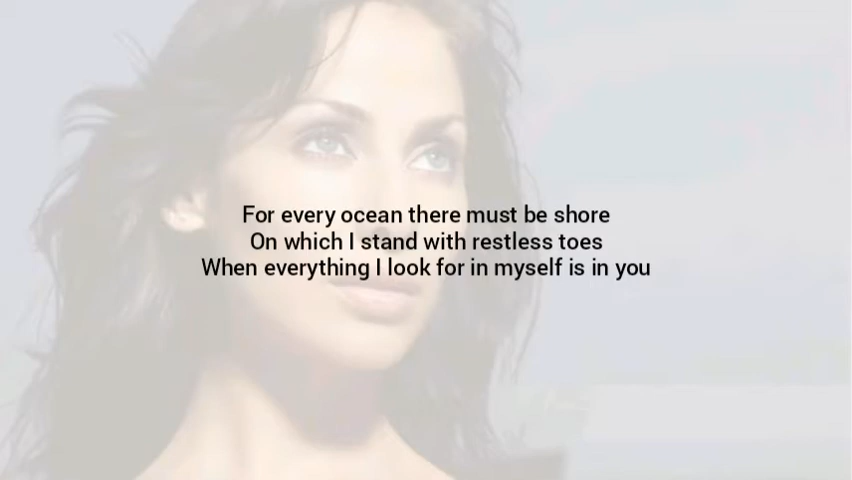 For every ocean there must be shore
On which I stand with restless toes
When everything I look for in myself is in you